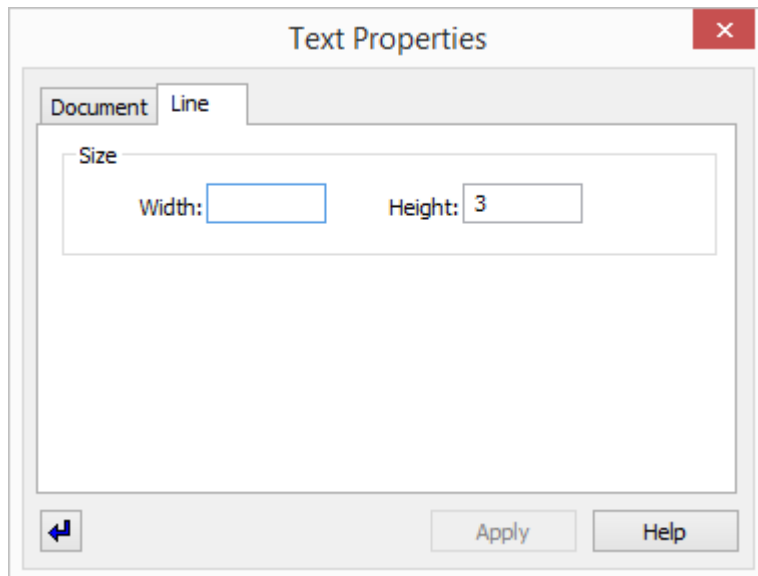 Text Properties
Document Line
Size
Width: Height: 3
Apply Help